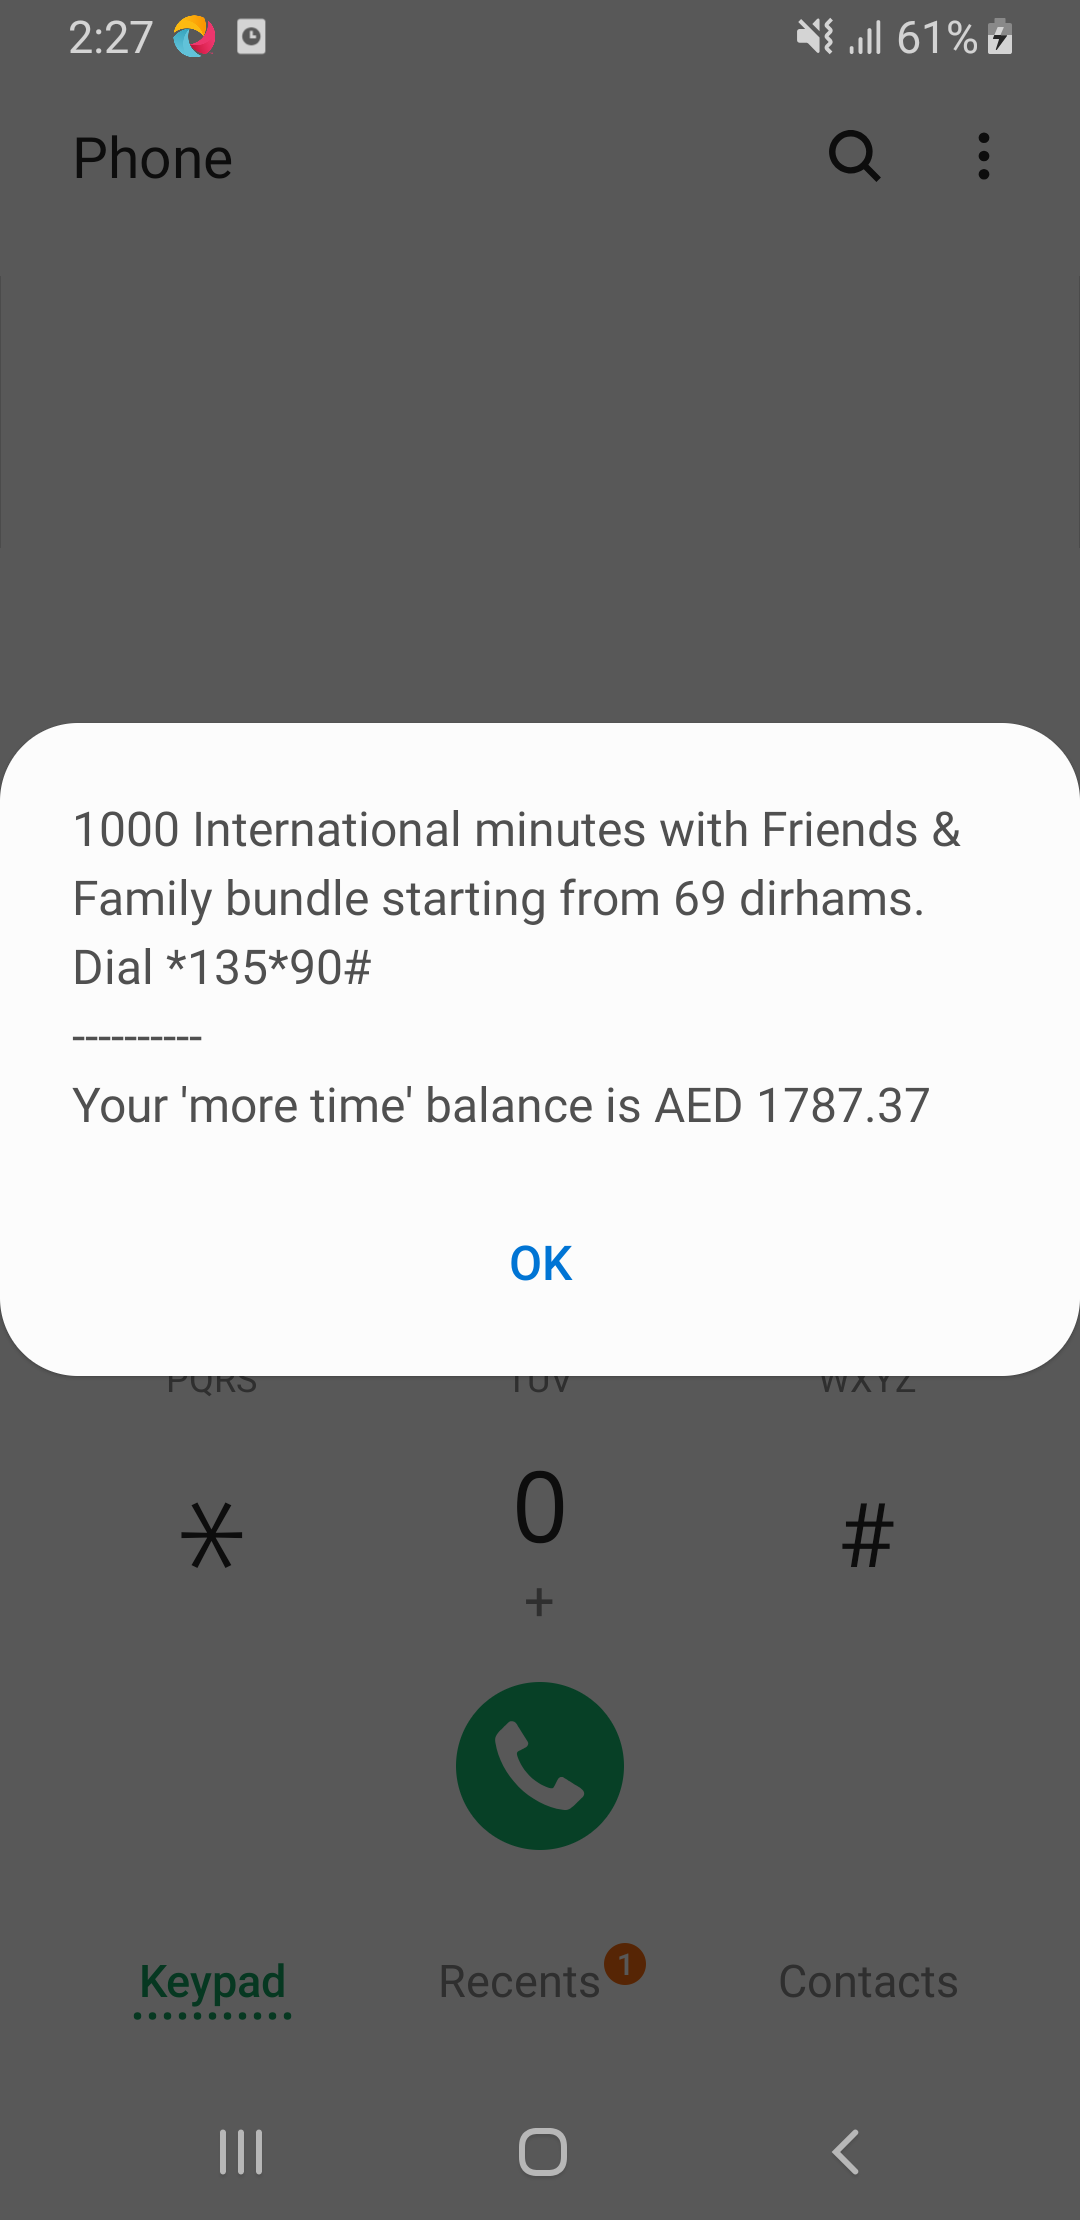 2:27
61%
Phone
1000 International minutes with Friends &
Family bundle starting from 69 dirhams.
Dial *135*90#
----------
Your 'more time' balance is AED 1787.37
OK
PQRS TUV WXYZ
* 0 #
+
Keypad Recents 1 Contacts